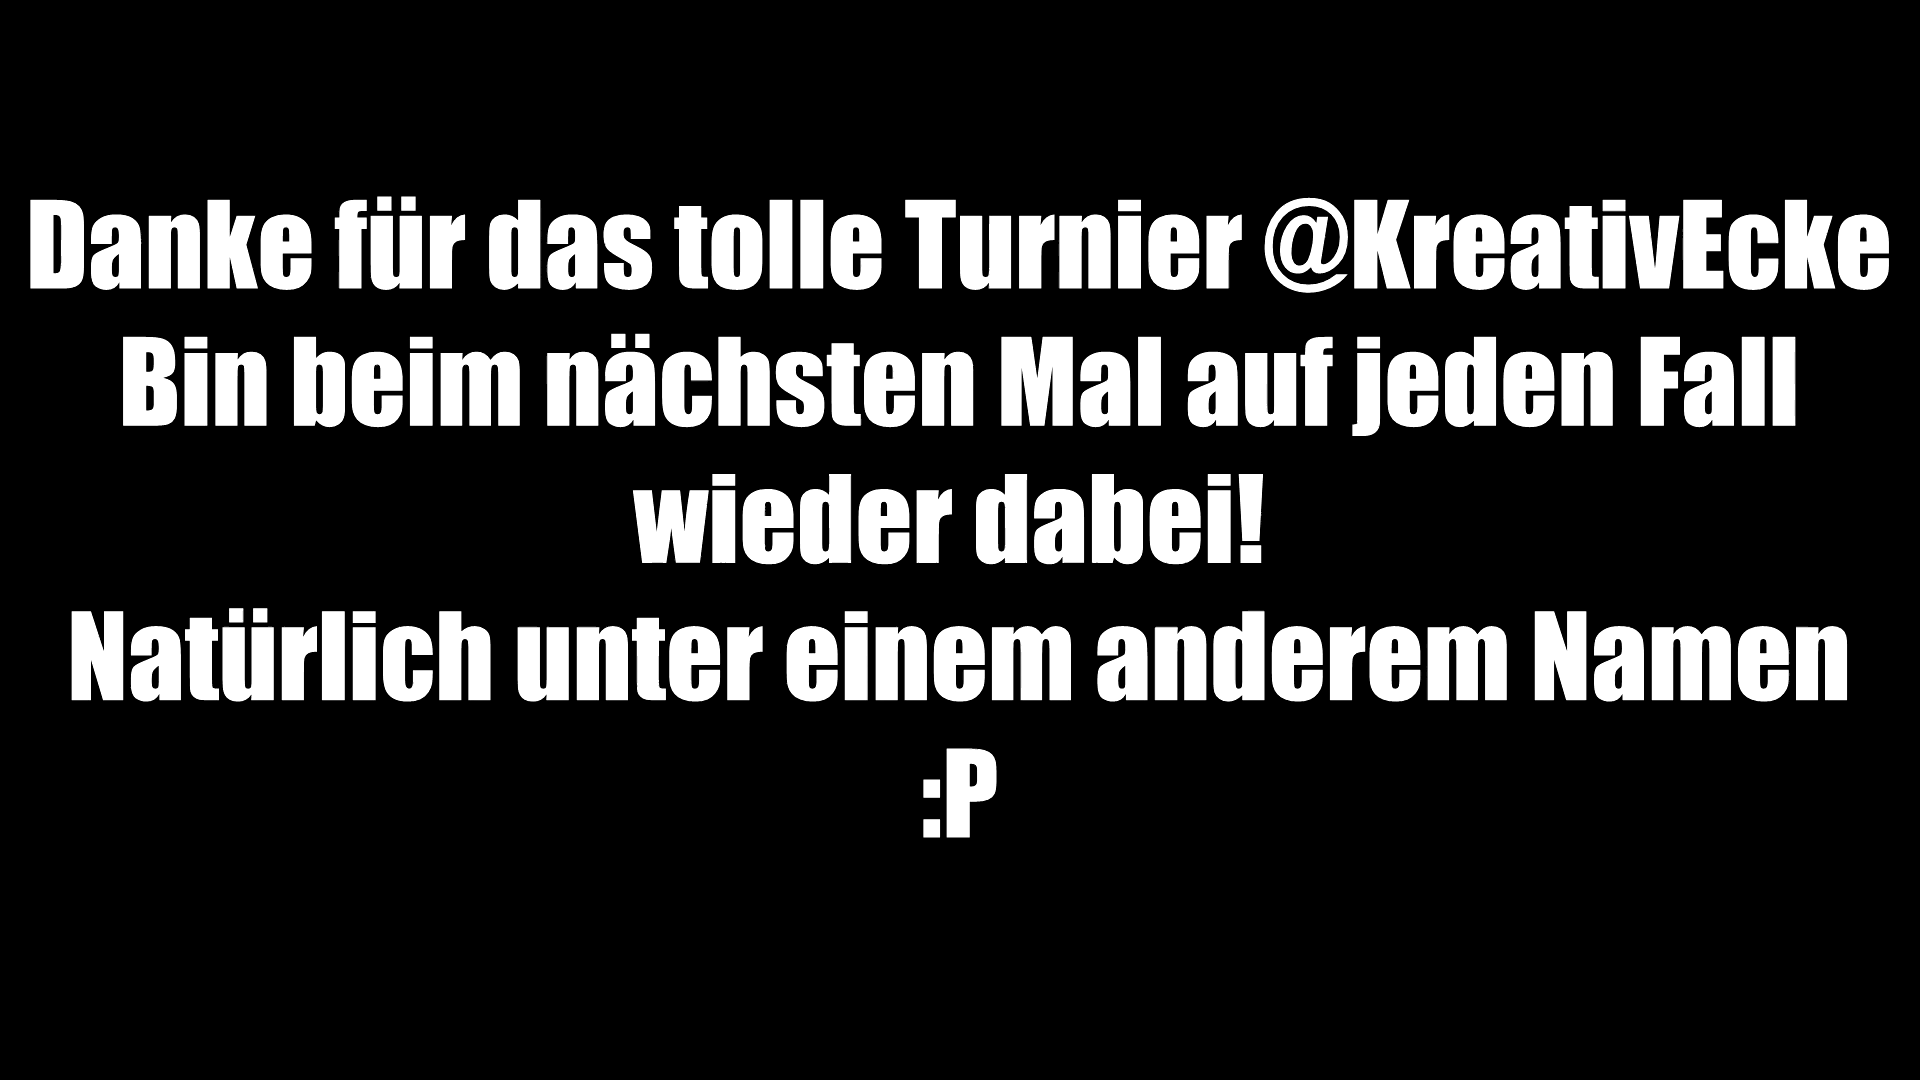 Danke für das tolle Turnier @KreativEcke
Bin beim nächsten Mal auf jeden Fall
wieder dabei!
Natürlich unter einem anderem Namen
:P